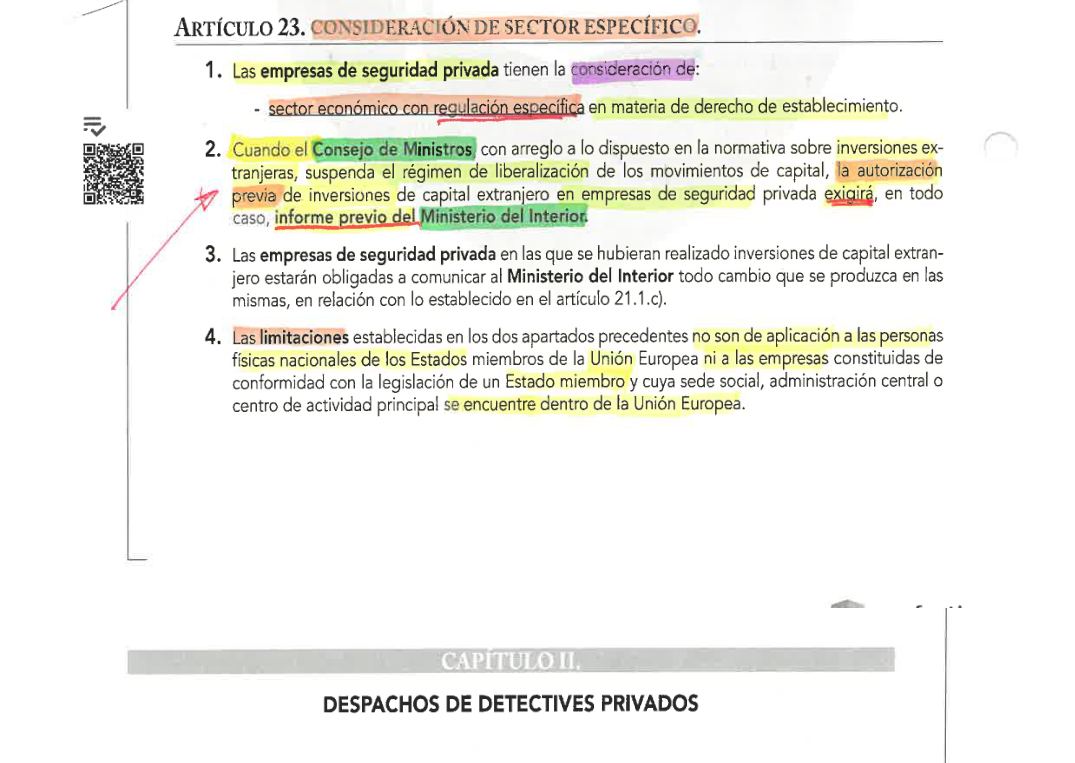 ARTÍCULO 23. CONSIDERACIÓN DE SECTOR ESPECÍFICO.
1. Las empresas de seguridad privada tienen la consideración de:
- sector económico con regulación específica en materia de derecho de establecimiento.
2. Cuando el Consejo de Ministros, con arreglo a lo dispuesto en la normativa sobre inversiones ex-
tranjeras, suspenda el régimen de liberalización de los movimientos de capital, la autorización
previa de inversiones de capital extranjero en empresas de seguridad privada exigirá, en todo
caso, informe previo del Ministerio del Interior.
3. Las empresas de seguridad privada en las que se hubieran realizado inversiones de capital extran-
jero estarán obligadas a comunicar al Ministerio del Interior todo cambio que se produzca en las
mismas, en relación con lo establecido en el artículo 21.1.c).
4. Las limitaciones establecidas en los dos apartados precedentes no son de aplicación a las personas
físicas nacionales de los Estados miembros de la Unión Europea ni a las empresas constituidas de
conformidad con la legislación de un Estado miembro y cuya sede social, administración central o
centro de actividad principal se encuentre dentro de la Unión Europea.
CAPÍTULO II.
DESPACHOS DE DETECTIVES PRIVADOS